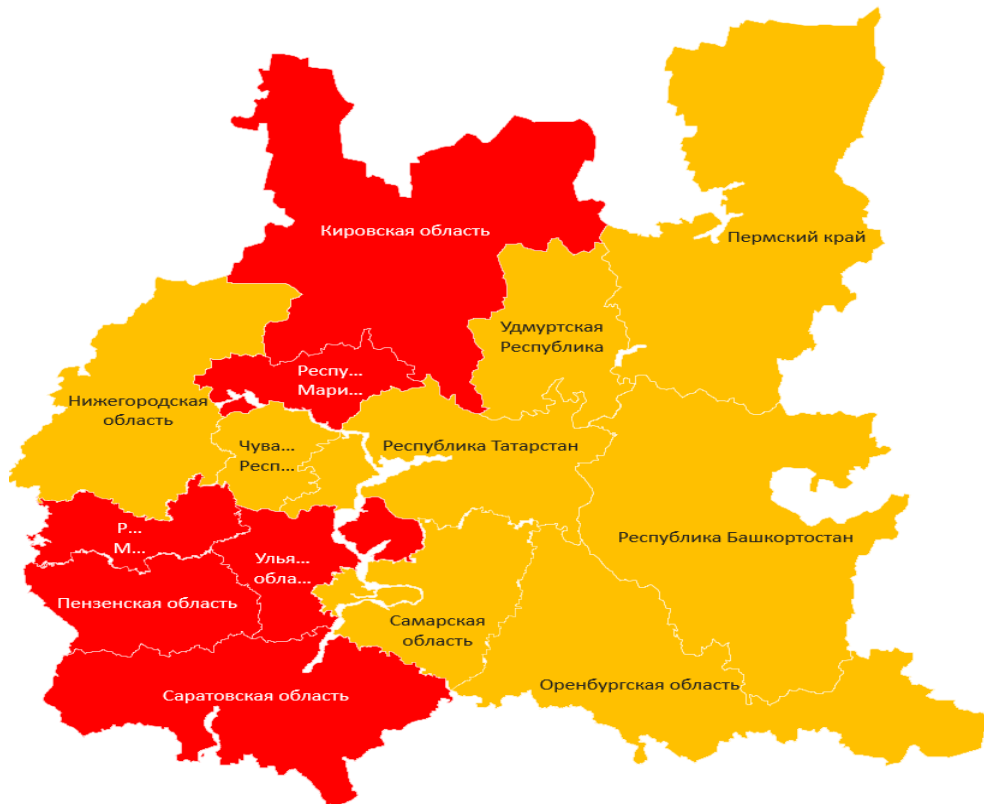 Кировская область
Пермский край
Удмуртская
Республика
Респу...
Мари...
Нижегородская
область
Чува...
Респ...
Республика Татарстан
Р...
М...
Улья...
обла...
Республика Башкортостан
Пензенская область
Самарская
область
Саратовская область
Оренбургская область